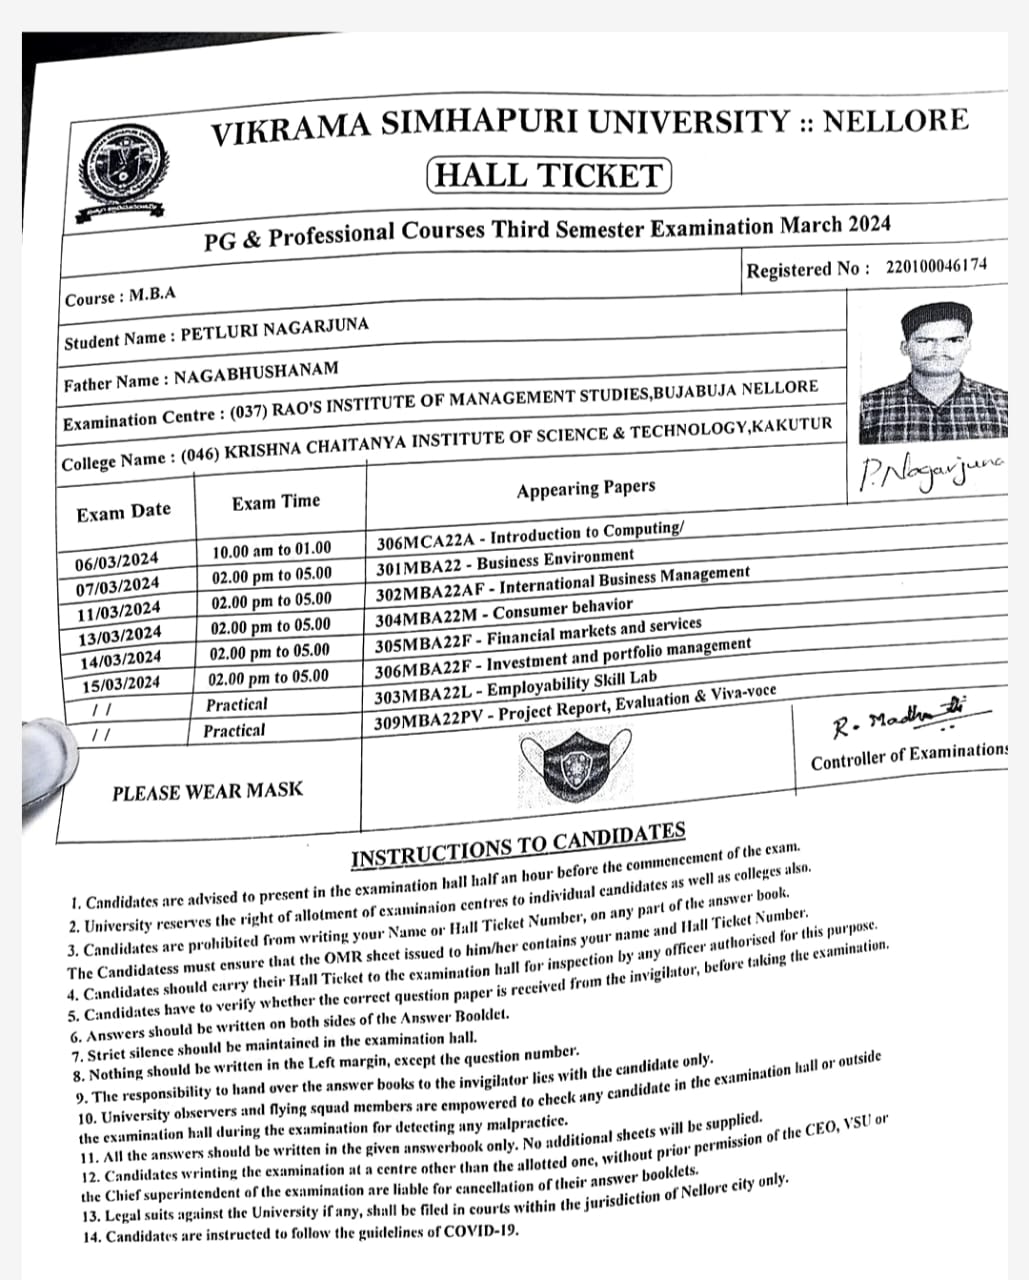 VIKRAMA SIMHAPURI UNIVERSITY :: NELLORE
HALL TICKET
PG & Professional Courses Third Semester Examination March 2024
Course : M.B.A
Registered No : 220100046174
Student Name : PETLURI NAGARJUNA
Father Name : NAGABHUSHANAM
Examination Centre : (037) RAO'S INSTITUTE OF MANAGEMENT STUDIES,BUJABUJA NELLORE
College Name : (046) KRISHNA CHAITANYA INSTITUTE OF SCIENCE & TECHNOLOGY,KAKUTUR
P. Nagarjuna
Exam Date Exam Time Appearing Papers
06/03/2024 10.00 am to 01.00 306MCA22A - Introduction to Computing/
07/03/2024 02.00 pm to 05.00 301MBA22 - Business Environment
11/03/2024 02.00 pm to 05.00 302MBA22AF - International Business Management
13/03/2024 02.00 pm to 05.00 304MBA22M - Consumer behavior
14/03/2024 02.00 pm to 05.00 305MBA22F - Financial markets and services
15/03/2024 02.00 pm to 05.00 306MBA22F - Investment and portfolio management
/ / Practical 303MBA22L - Employability Skill Lab
/ / Practical 309MBA22PV - Project Report, Evaluation & Viva-voce
PLEASE WEAR MASK
R. Madhu
Controller of Examinations
INSTRUCTIONS TO CANDIDATES
1. Candidates are advised to present in the examination hall half an hour before the commencement of the exam.
2. University reserves the right of allotment of examinaion centres to individual candidates as well as colleges also.
3. Candidates are prohibited from writing your Name or Hall Ticket Number, on any part of the answer book.
The Candidatess must ensure that the OMR sheet issued to him/her contains your name and Hall Ticket Number.
4. Candidates should carry their Hall Ticket to the examination hall for inspection by any officer authorised for this purpose.
5. Candidates have to verify whether the correct question paper is received from the invigilator, before taking the examination.
6. Answers should be written on both sides of the Answer Booklet.
7. Strict silence should be maintained in the examination hall.
8. Nothing should be written in the Left margin, except the question number.
9. The responsibility to hand over the answer books to the invigilator lies with the candidate only.
10. University observers and flying squad members are empowered to check any candidate in the examination hall or outside
the examination hall during the examination for detecting any malpractice.
11. All the answers should be written in the given answerbook only. No additional sheets will be supplied.
12. Candidates wrinting the examination at a centre other than the allotted one, without prior permission of the CEO, VSU or
the Chief superintendent of the examination are liable for cancellation of their answer booklets.
13. Legal suits against the University if any, shall be filed in courts within the jurisdiction of Nellore city only.
14. Candidates are instructed to follow the guidelines of COVID-19.